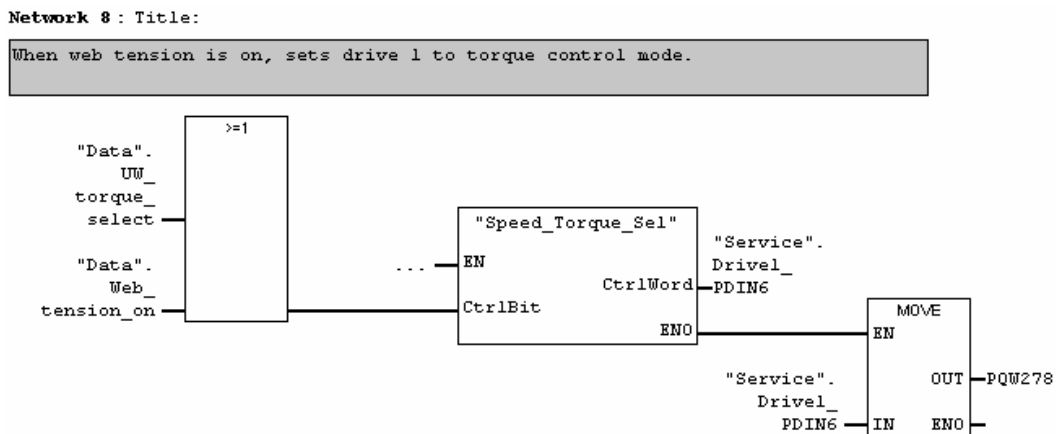 Network 8 : Title:
When web tension is on, sets drive 1 to torque control mode.
>=1
"Data".
UW_
torque_
select
"Data".
Web_
tension_on
"Speed_Torque_Sel"
... EN
CtrlWord
CtrlBit
ENO
"Service".
Drive1_
PDIN6
MOVE
EN
OUT PQW278
"Service".
Drive1_
PDIN6 IN ENO